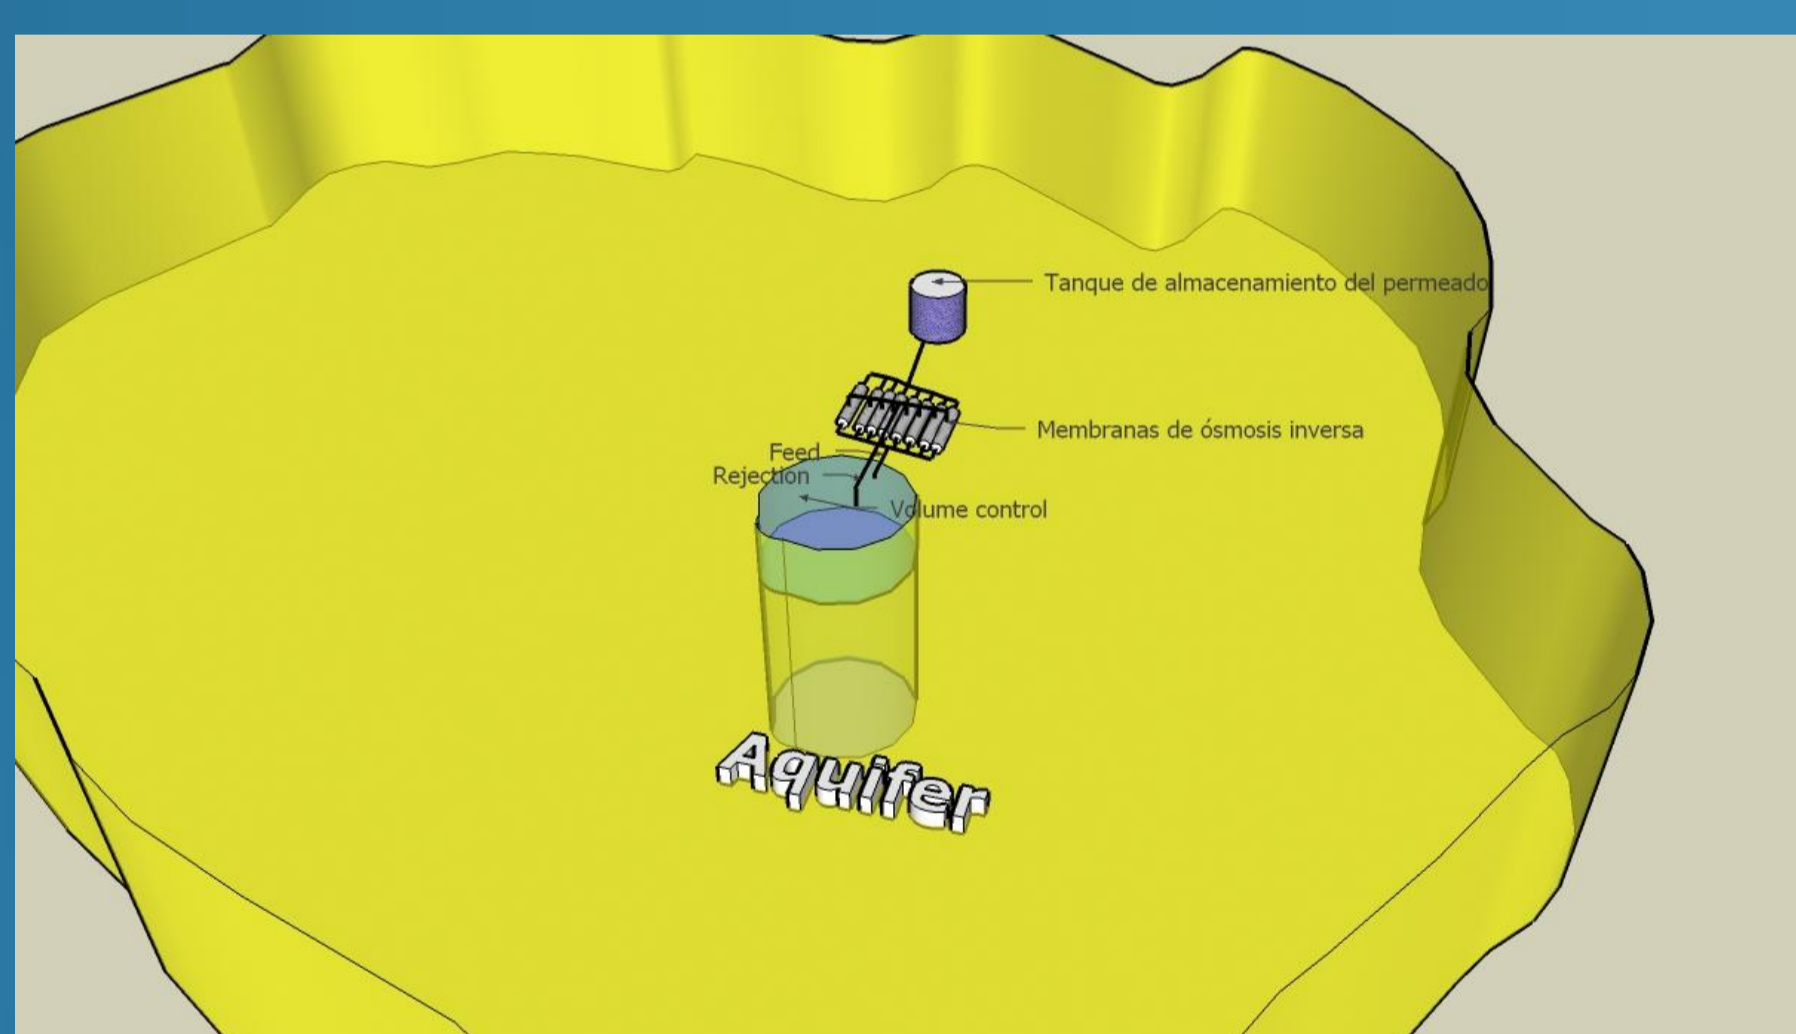 Tanque de almacenamiento del permeado
Membranas de ósmosis inversa
Feed
Rejection
Volume control
Aquifer